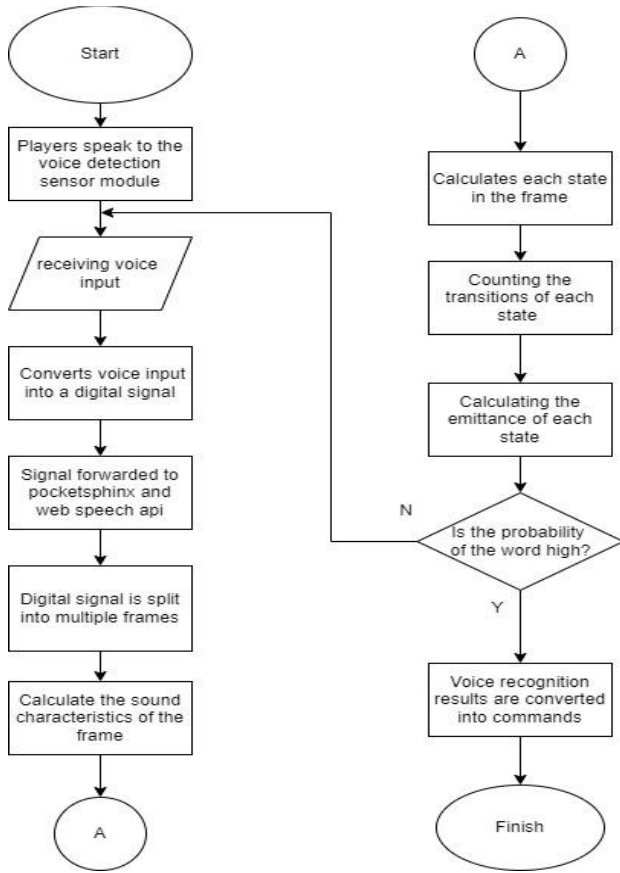 Start
Players speak to the
voice detection
sensor module
receiving voice
input
Converts voice input
into a digital signal
Signal forwarded to
pocketsphinx and
web speech api
Digital signal is split
into multiple frames
Calculate the sound
characteristics of the
frame
A
A
Calculates each state
in the frame
Counting the
transitions of each
state
Calculating the
emittance of each
state
Is the probability
of the word high?
N
Y
Voice recognition
results are converted
into commands
Finish